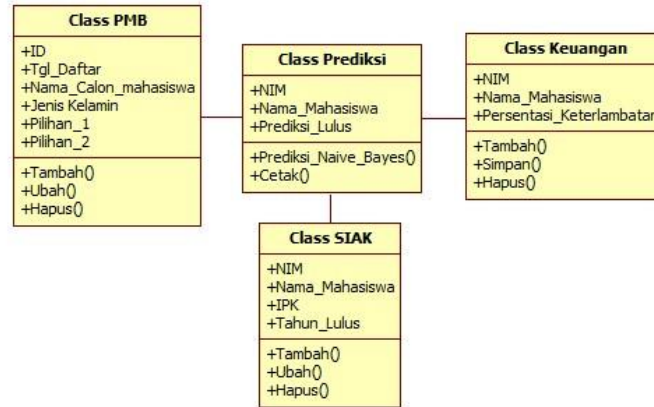 Class PMB
+ID
+Tgl_Daftar
+Nama_Calon_mahasiswa
+Jenis Kelamin
+Pilihan_1
+Pilihan_2
+Tambah()
+Ubah()
+Hapus()
Class Prediksi
+NIM
+Nama_Mahasiswa
+Prediksi_Lulus
+Prediksi_Naive_Bayes()
+Cetak()
Class Keuangan
+NIM
+Nama_Mahasiswa
+Persentasi_Keterlambatan
+Tambah()
+Simpan()
+Hapus()
Class SIAK
+NIM
+Nama_Mahasiswa
+IPK
+Tahun_Lulus
+Tambah()
+Ubah()
+Hapus()